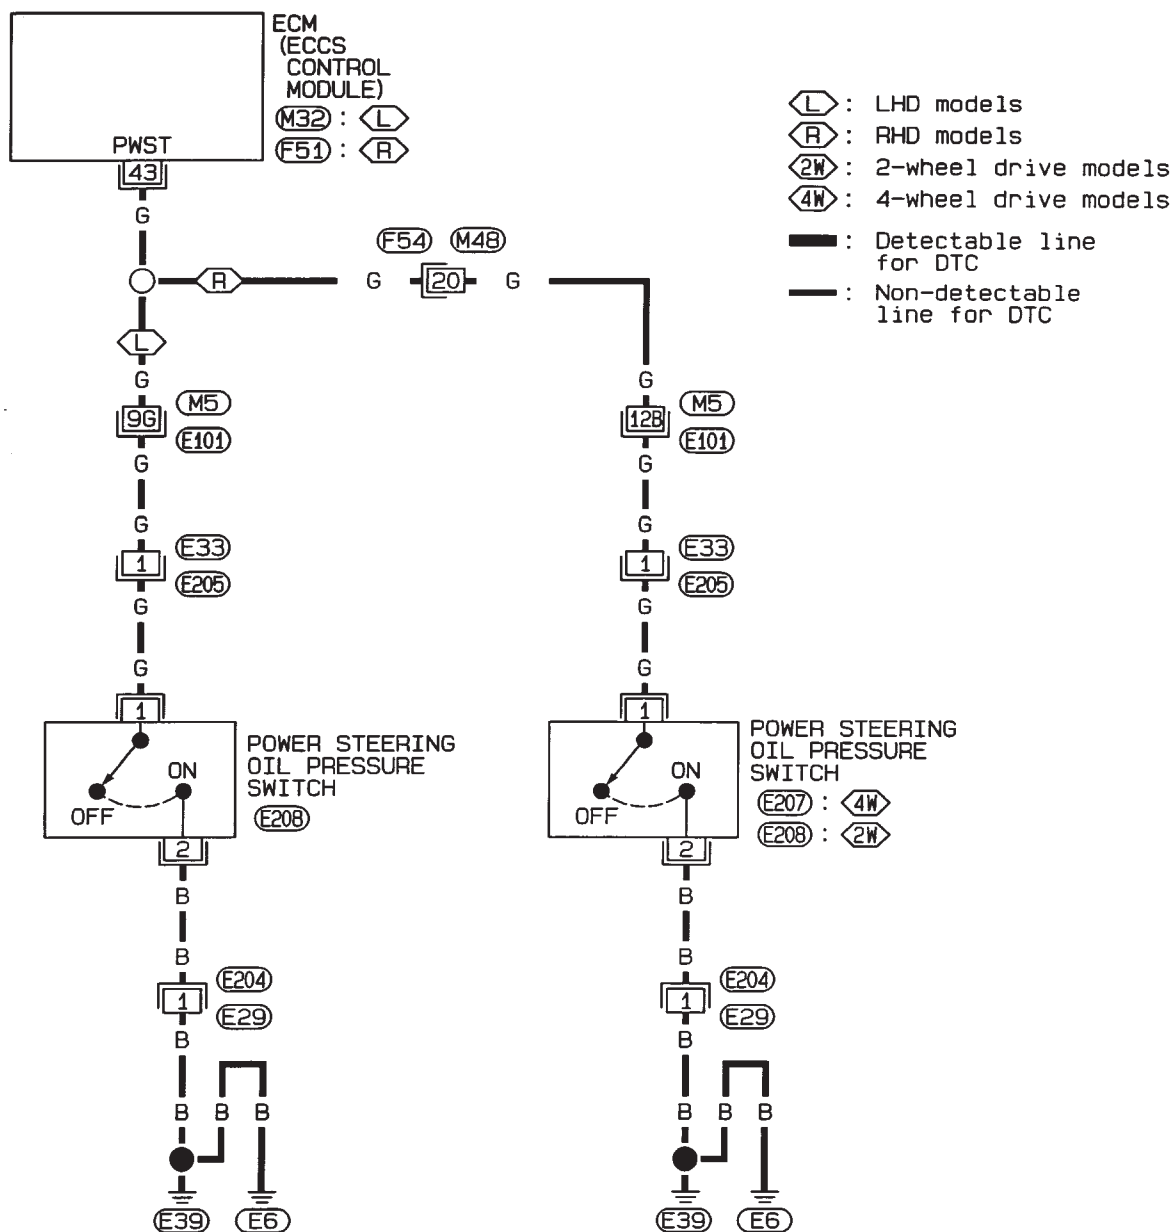 ECM
(ECCS
CONTROL
MODULE)
M32 : L
F51 : R
PWST
43
G
L : LHD models
R : RHD models
2W : 2-wheel drive models
4W : 4-wheel drive models
: Detectable line
for DTC
: Non-detectable
line for DTC
F54 M48
R G 20 G
L
G
9G
M5
E101
G
G
1
E33
E205
G
G
1
POWER STEERING
OIL PRESSURE
SWITCH
E208
ON
OFF
2
B
B
1
E204
E29
B
B B B
E39 E6
G
12B
M5
E101
G
G
1
E33
E205
G
G
1
POWER STEERING
OIL PRESSURE
SWITCH
E207 : 4W
E208 : 2W
ON
OFF
2
B
B
1
E204
E29
B
B B B
E39 E6